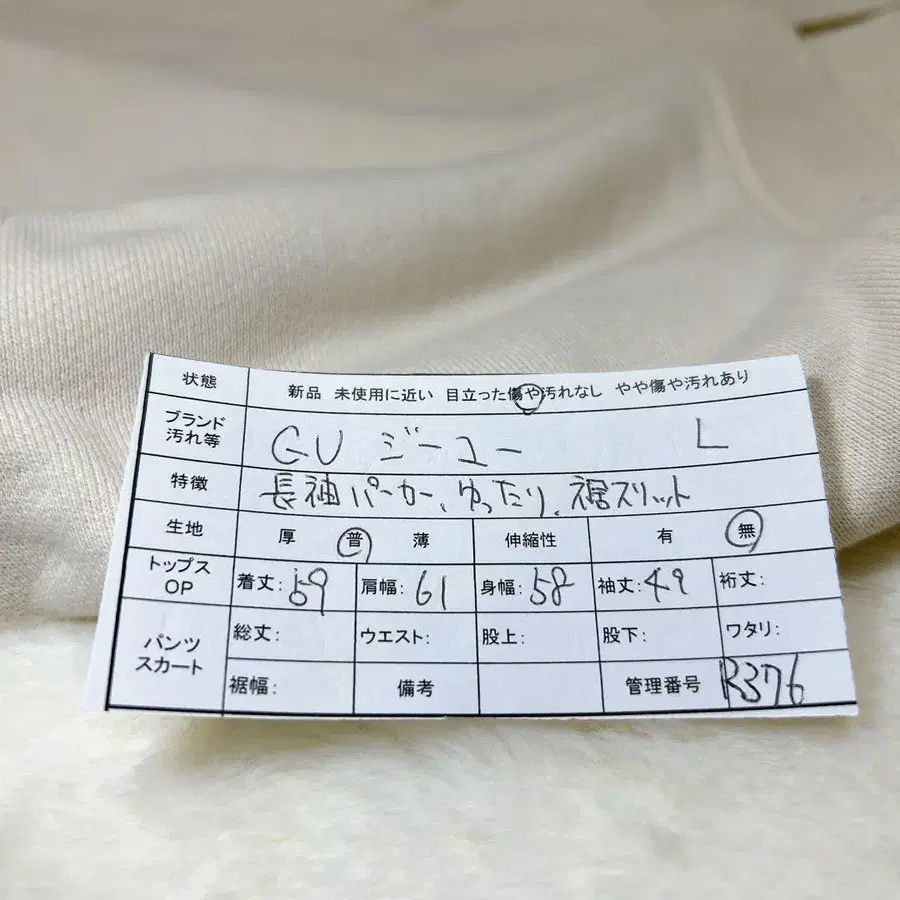 状態 新品 未使用に近い 目立った傷や汚れなし やや傷や汚れあり
ブランド
汚れ等 GU ジーユー L
特徴 長袖パーカー、ゆったり、裾スリット
生地 厚 普 薄 伸縮性 有 無
トップス
OP 着丈:59 肩幅:61 身幅:58 袖丈:49 裄丈:
パンツ
スカート 総丈: ウエスト: 股上: 股下: ワタリ:
裾幅: 備考 管理番号 R376